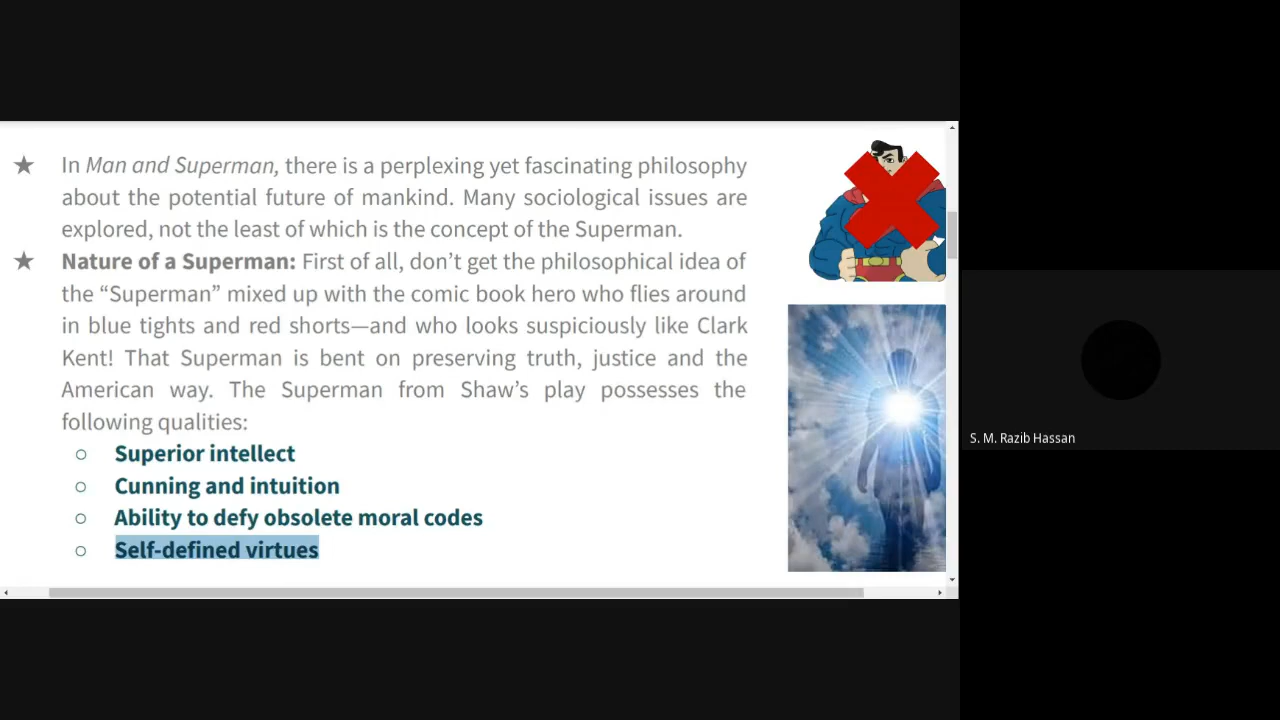 In Man and Superman, there is a perplexing yet fascinating philosophy
about the potential future of mankind. Many sociological issues are
explored, not the least of which is the concept of the Superman.
Nature of a Superman: First of all, don’t get the philosophical idea of
the “Superman” mixed up with the comic book hero who flies around
in blue tights and red shorts—and who looks suspiciously like Clark
Kent! That Superman is bent on preserving truth, justice and the
American way. The Superman from Shaw’s play possesses the
following qualities:
Superior intellect
Cunning and intuition
Ability to defy obsolete moral codes
Self-defined virtues
S. M. Razib Hassan